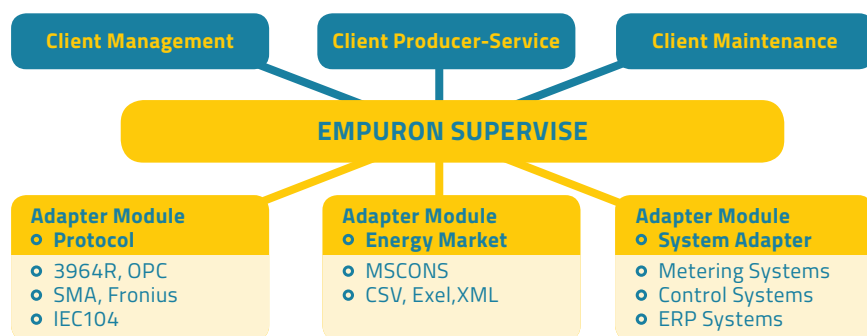 Client Management
Client Producer-Service
Client Maintenance
EMPURON SUPERVISE
Adapter Module
Protocol
3964R, OPC
SMA, Fronius
IEC104
Adapter Module
Energy Market
MSCONS
CSV, Exel,XML
Adapter Module
System Adapter
Metering Systems
Control Systems
ERP Systems